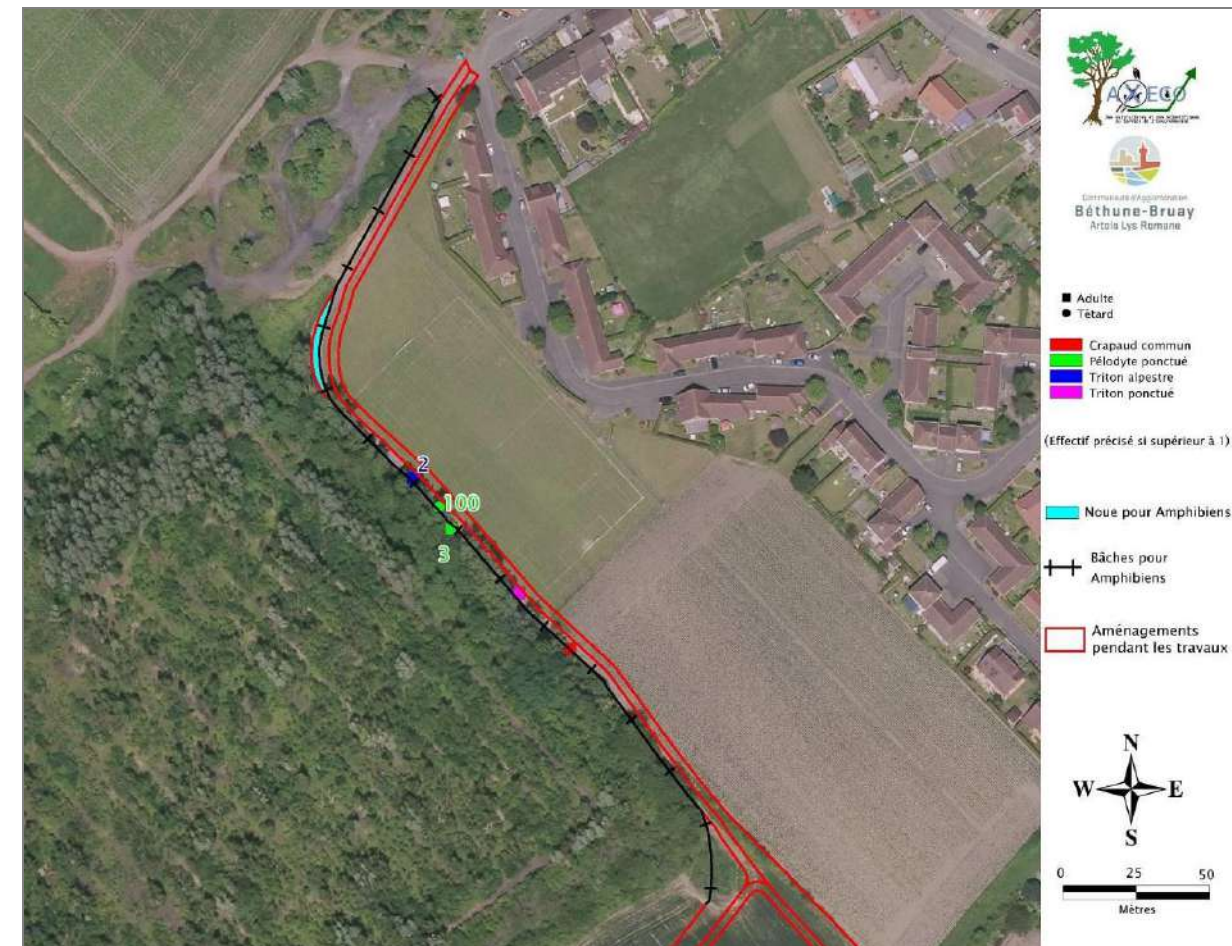 AXECO
Communauté d'Agglomération
Béthune-Bruay
Artois Lys Romane
Adulte
Têtard
Crapaud commun
Pélodyte ponctué
Triton alpestre
Triton ponctué
(Effectif précisé si supérieur à 1)
Noue pour Amphibiens
Bâches pour
Amphibiens
Aménagements
pendant les travaux
2
100
3
N
W E
S
0 25 50
Mètres